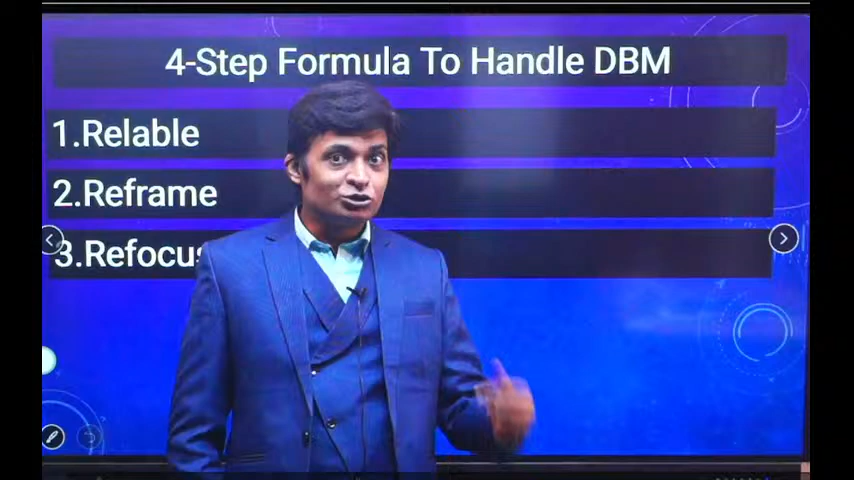 4-Step Formula To Handle DBM
1.Relable
2.Reframe
3.Refocus